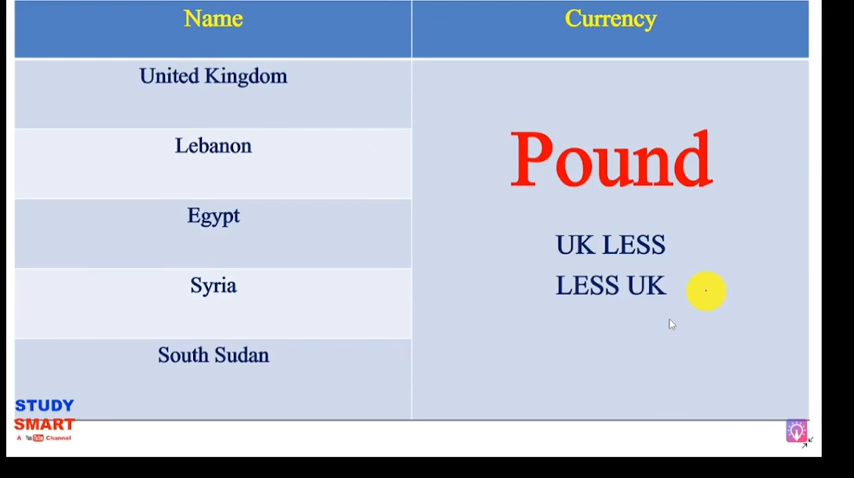 Name
Currency
United Kingdom
Lebanon
Egypt
Syria
South Sudan
Pound
UK LESS
LESS UK
STUDY
SMART
A YouTube Channel